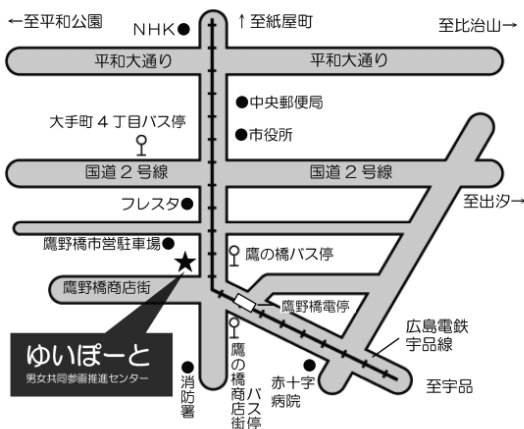 ←至平和公園
NHK
↑至紙屋町
至比治山→
平和大通り
平和大通り
中央郵便局
大手町4丁目バス停
市役所
国道2号線
国道2号線
フレスタ
至出汐→
鷹野橋市営駐車場
鷹の橋バス停
鷹野橋商店街
鷹野橋電停
広島電鉄
宇品線
ゆいぽーと
男女共同参画推進センター
消防署
鷹の橋商店街
バス停
赤十字
病院
至宇品